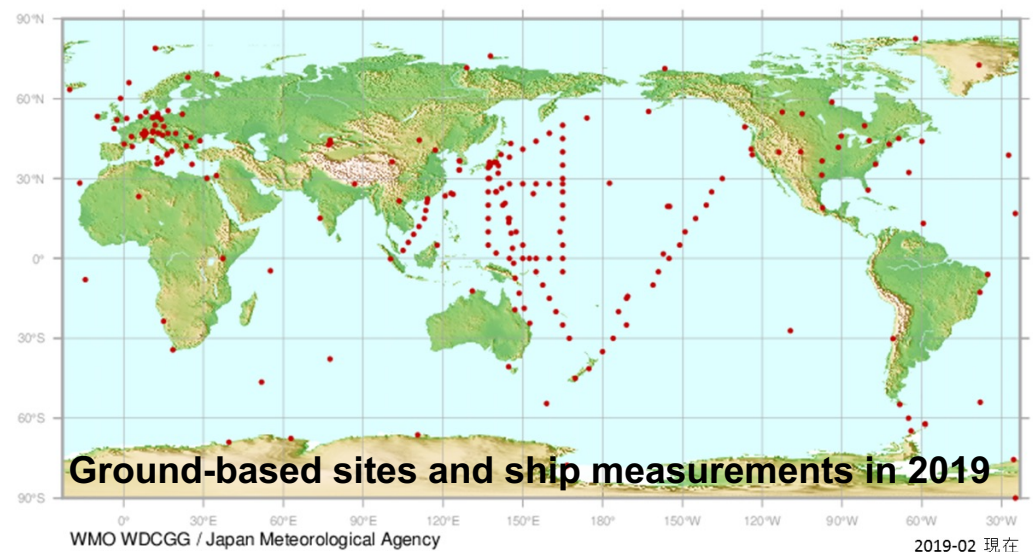 90°N
60°N
30°N
0°
30°S
60°S
90°S
Ground-based sites and ship measurements in 2019
0° 30°E 60°E 90°E 120°E 150°E 180° 150°W 120°W 90°W 60°W 30°W
WMO WDCGG / Japan Meteorological Agency
2019-02 現在